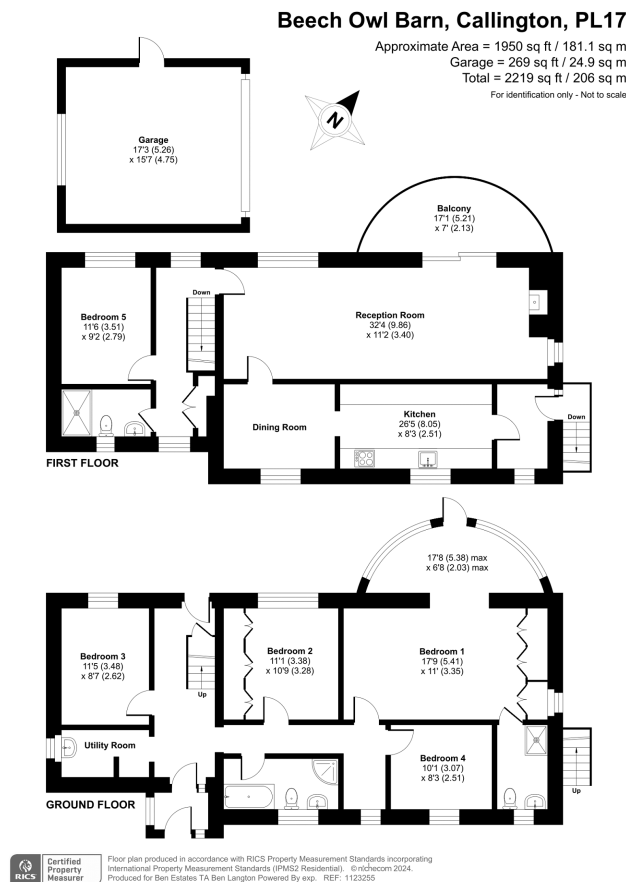 Beech Owl Barn, Callington, PL17
Approximate Area = 1950 sq ft / 181.1 sq m
Garage = 269 sq ft / 24.9 sq m
Total = 2219 sq ft / 206 sq m
For identification only - Not to scale
Garage
17'3 (5.26)
x 15'7 (4.75)
N
Balcony
17'1 (5.21)
x 7' (2.13)
Bedroom 5
11'6 (3.51)
x 9'2 (2.79)
Down
Reception Room
32'4 (9.86)
x 11'2 (3.40)
Dining Room
Kitchen
26'5 (8.05)
x 8'3 (2.51)
Down
FIRST FLOOR
17'8 (5.38) max
x 6'8 (2.03) max
Bedroom 3
11'5 (3.48)
x 8'7 (2.62)
Up
Bedroom 2
11'1 (3.38)
x 10'9 (3.28)
Bedroom 1
17'9 (5.41)
x 11' (3.35)
Utility Room
Bedroom 4
10'1 (3.07)
x 8'3 (2.51)
Up
GROUND FLOOR
RICS
Certified
Property
Measurer
Floor plan produced in accordance with RICS Property Measurement Standards incorporating
International Property Measurement Standards (IPMS2 Residential). © nichecom 2024.
Produced for Ben Estates TA Ben Langton Powered By exp. REF: 1123255